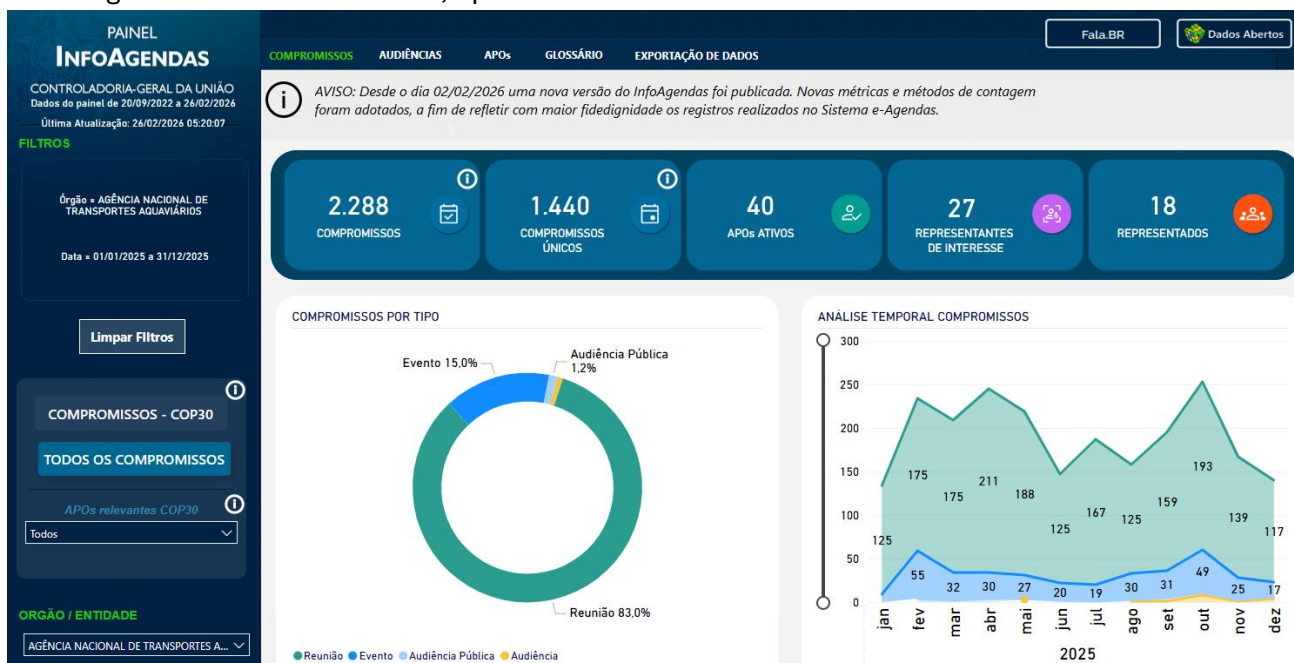 PAINEL
INFOAGENDAS
CONTROLADORIA-GERAL DA UNIÃO
Dados do painel de 20/09/2022 a 26/02/2026
Última Atualização: 26/02/2026 05:20:07
FILTROS
Órgão = AGÊNCIA NACIONAL DE
TRANSPORTES AQUAVIÁRIOS
Data = 01/01/2025 a 31/12/2025
Limpar FIltros
COMPROMISSOS - COP30
TODOS OS COMPROMISSOS
APOs relevantes COP30
Todos
ORGÃO / ENTIDADE
AGÊNCIA NACIONAL DE TRANSPORTES A...
Fala.BR
Dados Abertos
COMPROMISSOS AUDIÊNCIAS APOs GLOSSÁRIO EXPORTAÇÃO DE DADOS
AVISO: Desde o dia 02/02/2026 uma nova versão do InfoAgendas foi publicada. Novas métricas e métodos de contagem
foram adotados, a fim de refletir com maior fidedignidade os registros realizados no Sistema e-Agendas.
2.288
COMPROMISSOS
1.440
COMPROMISSOS
ÚNICOS
40
APOs ATIVOS
27
REPRESENTANTES
DE INTERESSE
18
REPRESENTADOS
COMPROMISSOS POR TIPO
Evento 15,0%
Audiência Pública
1,2%
Reunião 83,0%
Reunião Evento Audiência Pública Audiência
ANÁLISE TEMPORAL COMPROMISSOS
300
250
200
150
100
50
0
125 175 175 211 188 125 167 125 159 193 139 117
55 32 30 27 20 19 30 31 49 25 17
jan fev mar abr mai jun jul ago set out nov dez
2025